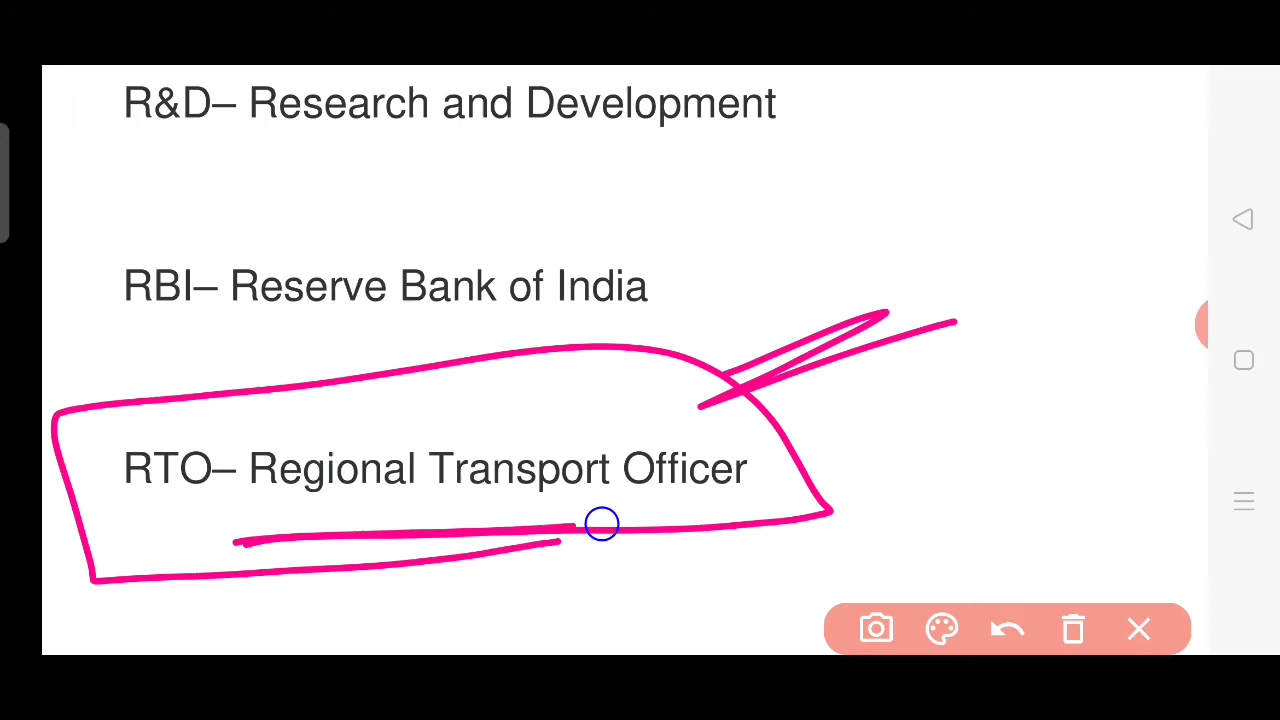 R&D– Research and Development
RBI– Reserve Bank of India
RTO– Regional Transport Officer